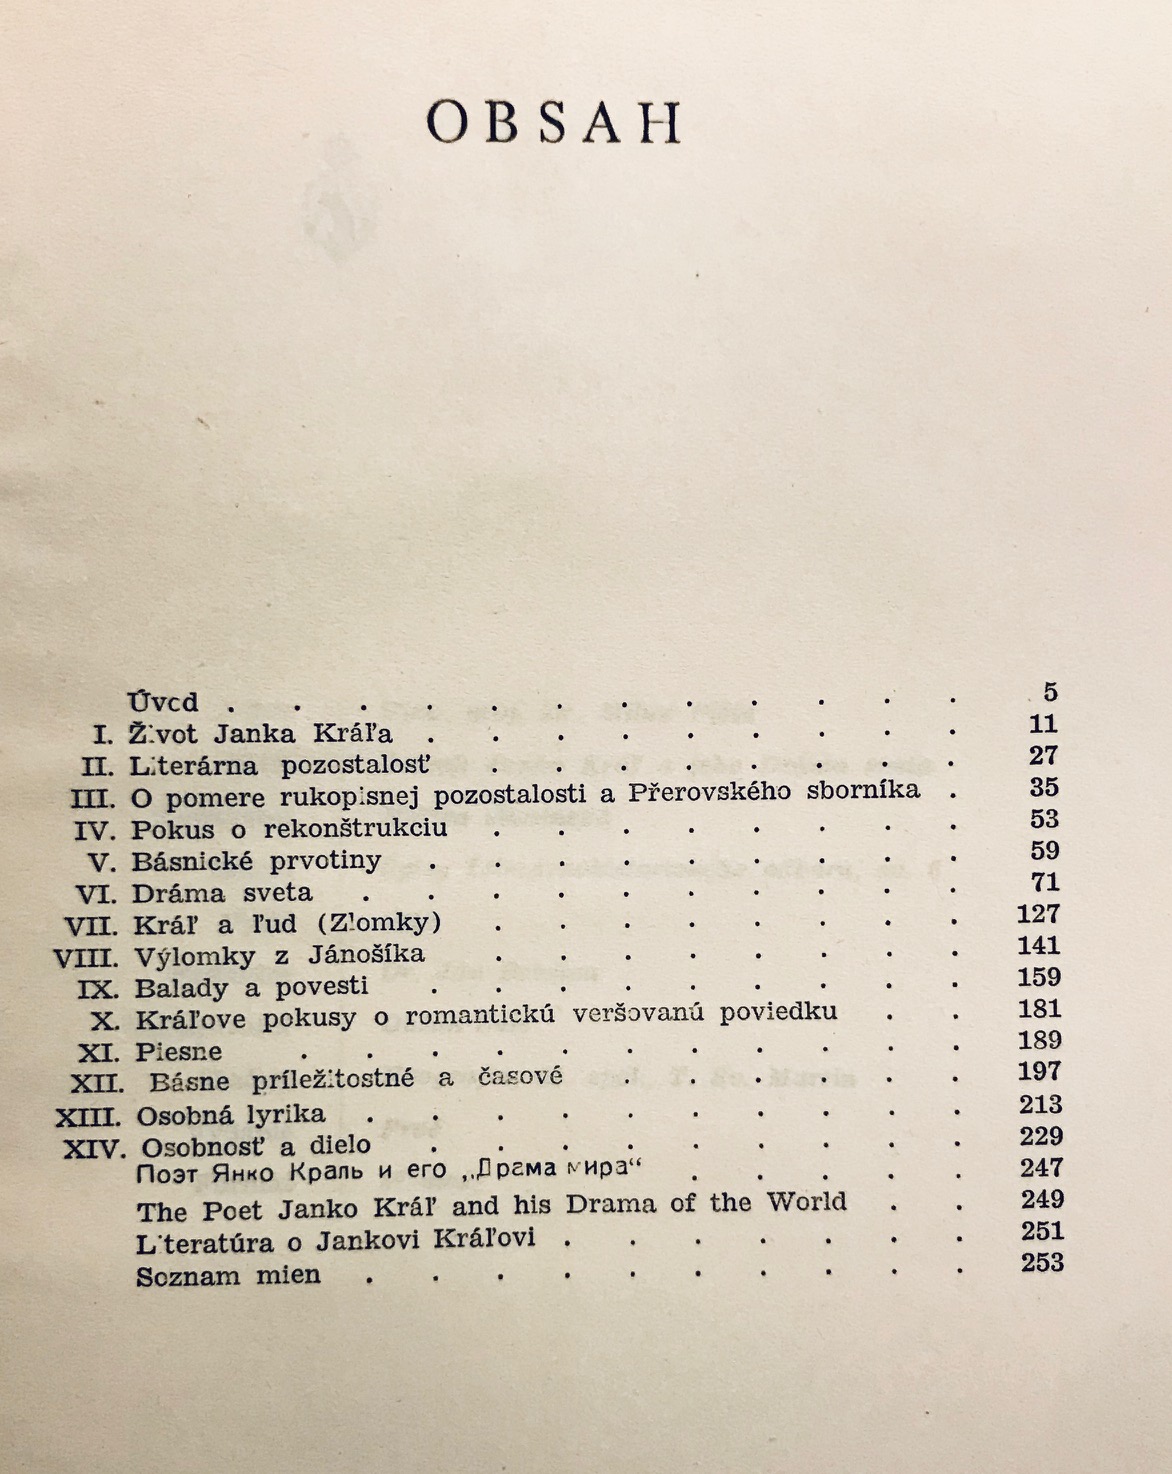 OBSAH
Úvod . . . . . . . . . . . . 5
I. Život Janka Kráľa . . . . . . . . . 11
II. Literárna pozostalosť . . . . . . . 27
III. O pomere rukopisnej pozostalosti a Přerovského sborníka . 35
IV. Pokus o rekonštrukciu . . . . . . . . 53
V. Básnické prvotiny . . . . . . . . . 59
VI. Dráma sveta . . . . . . . . . . 71
VII. Kráľ a ľud (Zlomky) . . . . . . . . 127
VIII. Výlomky z Jánošíka . . . . . . . . 141
IX. Balady a povesti . . . . . . . . . 159
X. Kráľove pokusy o romantickú veršovanú poviedku . . 181
XI. Piesne . . . . . . . . . . . 189
XII. Básne príležitostné a časové . . . . . . 197
XIII. Osobná lyrika . . . . . . . . . . 213
XIV. Osobnosť a dielo . . . . . . . . . 229
Поэт Янко Краль и его „Драма мира“ . . . . . 247
The Poet Janko Kráľ and his Drama of the World . . 249
Literatúra o Jankovi Kráľovi . . . . . . . 251
Soznam mien . . . . . . . . . . 253